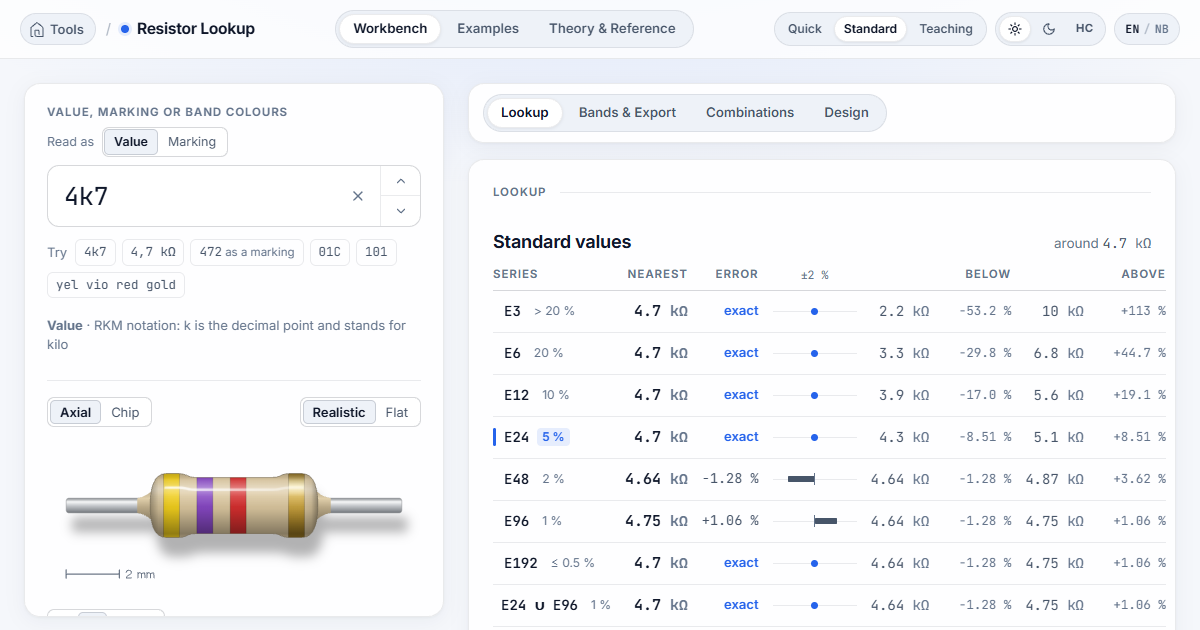 Tools / Resistor Lookup
Workbench Examples Theory & Reference
Quick Standard Teaching
HC
EN / NB
VALUE, MARKING OR BAND COLOURS
Read as Value Marking
4k7
Try 4k7 4,7 kΩ 472 as a marking 01C 101
yel vio red gold
Value · RKM notation: k is the decimal point and stands for
kilo
Axial Chip
Realistic Flat
2 mm
Lookup Bands & Export Combinations Design
LOOKUP
Standard values around 4.7 kΩ
SERIES NEAREST ERROR ±2 % BELOW ABOVE
E3 > 20 % 4.7 kΩ exact 2.2 kΩ -53.2 % 10 kΩ +113 %
E6 20 % 4.7 kΩ exact 3.3 kΩ -29.8 % 6.8 kΩ +44.7 %
E12 10 % 4.7 kΩ exact 3.9 kΩ -17.0 % 5.6 kΩ +19.1 %
E24 5 % 4.7 kΩ exact 4.3 kΩ -8.51 % 5.1 kΩ +8.51 %
E48 2 % 4.64 kΩ -1.28 % 4.64 kΩ -1.28 % 4.87 kΩ +3.62 %
E96 1 % 4.75 kΩ +1.06 % 4.64 kΩ -1.28 % 4.75 kΩ +1.06 %
E192 ≤ 0.5 % 4.7 kΩ exact 4.64 kΩ -1.28 % 4.75 kΩ +1.06 %
E24 ∪ E96 1 % 4.7 kΩ exact 4.64 kΩ -1.28 % 4.75 kΩ +1.06 %